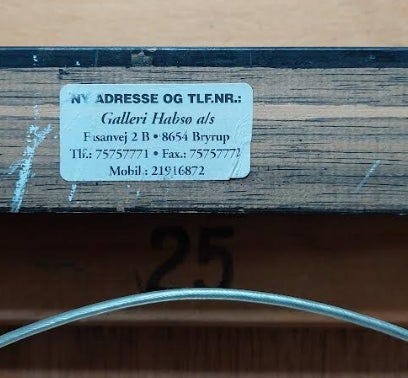 NY ADRESSE OG TLF.NR.:
Galleri Habsø a/s
Fasanvej 2 B • 8654 Bryrup
Tlf.: 75757771 • Fax.: 75757772
Mobil.: 21916872
25